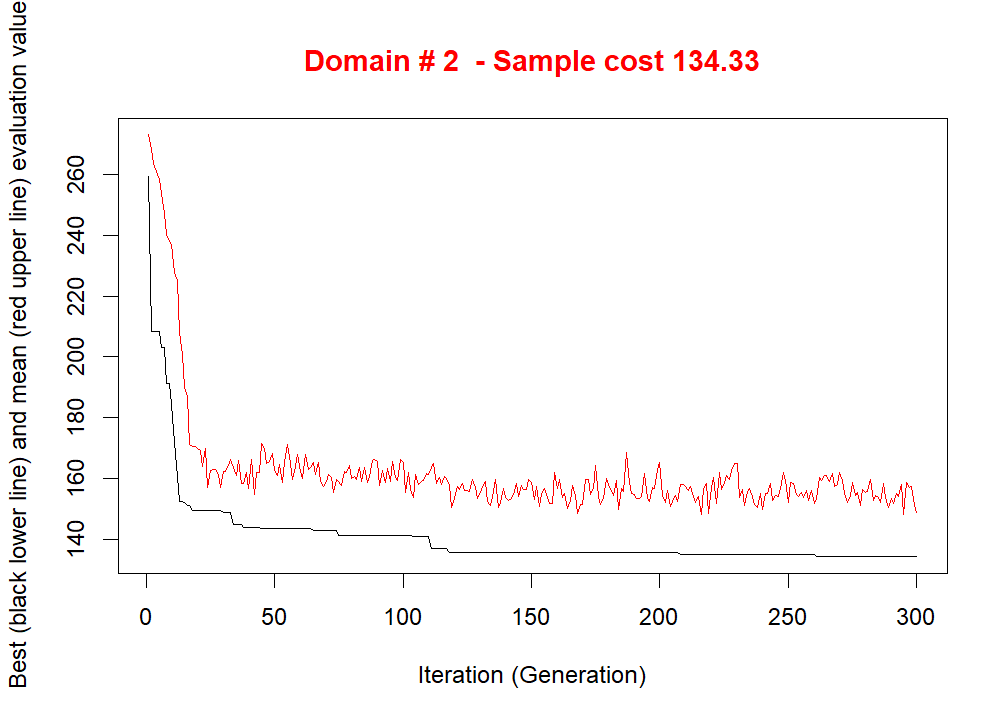 Domain # 2  - Sample cost 134.33
Best (black lower line) and mean (red upper line) evaluation value
260
240
220
200
180
160
140
0 50 100 150 200 250 300
Iteration (Generation)